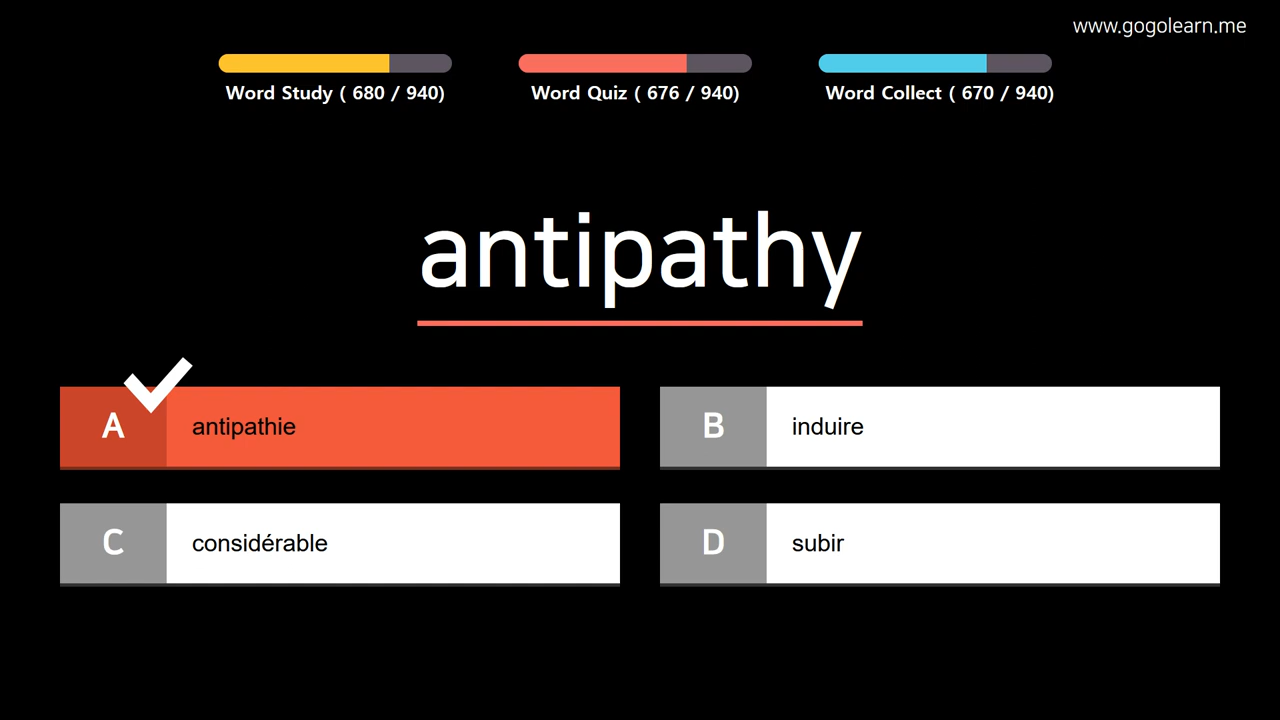 www.gogolearn.me
Word Study ( 680 / 940) Word Quiz ( 676 / 940) Word Collect ( 670 / 940)
antipathy
A antipathie
B induire
C considérable
D subir